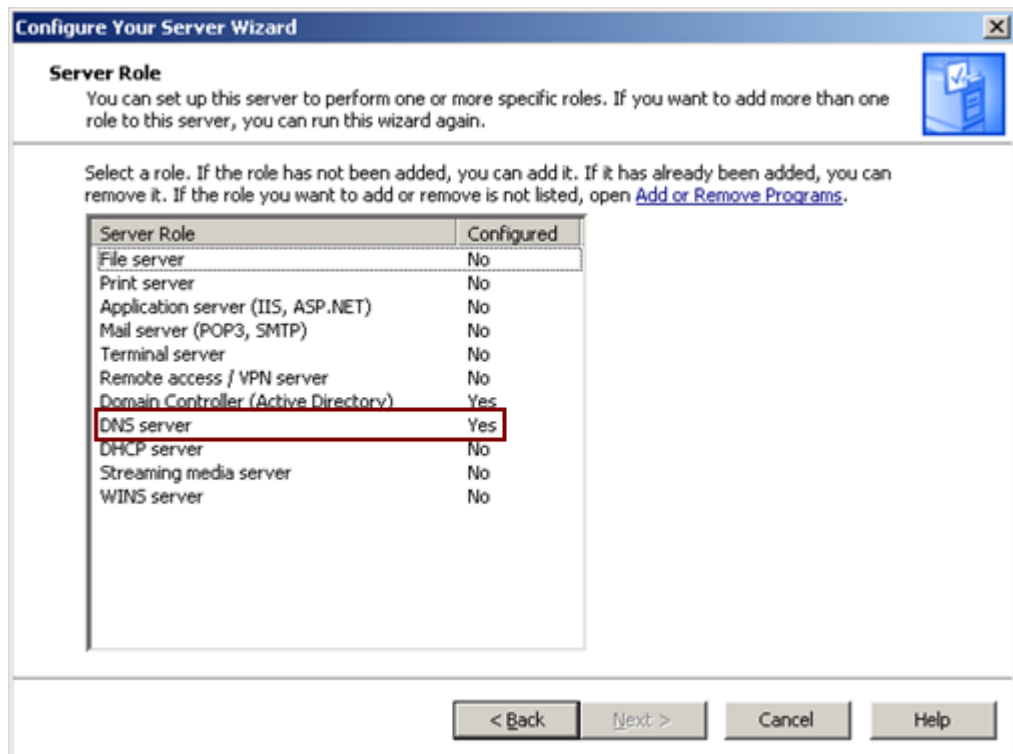 Configure Your Server Wizard
Server Role
You can set up this server to perform one or more specific roles. If you want to add more than one
role to this server, you can run this wizard again.
Select a role. If the role has not been added, you can add it. If it has already been added, you can
remove it. If the role you want to add or remove is not listed, open Add or Remove Programs.
Server Role Configured
File server No
Print server No
Application server (IIS, ASP.NET) No
Mail server (POP3, SMTP) No
Terminal server No
Remote access / VPN server No
Domain Controller (Active Directory) Yes
DNS server Yes
DHCP server No
Streaming media server No
WINS server No
< Back Next > Cancel Help